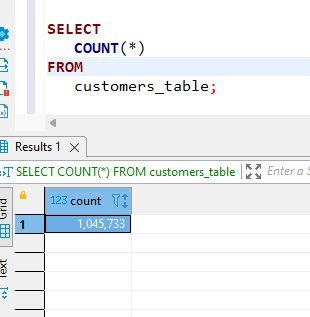 SELECT
COUNT(*)
FROM
customers_table;
Results 1
SELECT COUNT(*) FROM customers_table
Enter a S
Grid
123 count
1
1,045,733
Text